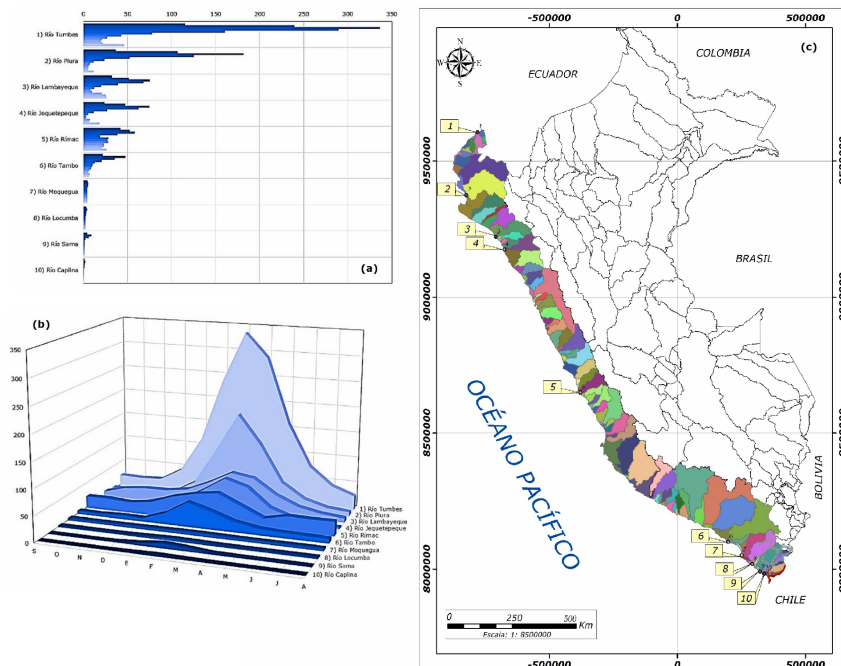 0 50 100 150 200 250 300 350
1) Río Tumbes
2) Río Piura
3) Río Lambayeque
4) Río Jequetepeque
5) Río Rímac
6) Río Tambo
7) Río Moquegua
8) Río Locumba
9) Río Sama
10) Río Caplina
(a)
(b)
350
300
250
200
150
100
50
0
S O N D E F M A M J J A
1) Río Tumbes
2) Río Piura
3) Río Lambayeque
4) Río Jequetepeque
5) Río Rímac
6) Río Tambo
7) Río Moquegua
8) Río Locumba
9) Río Sama
10) Río Caplina
-500000 0 500000
(c)
N
W E
S
ECUADOR
COLOMBIA
BRASIL
BOLIVIA
CHILE
OCÉANO PACÍFICO
1
2
3
4
5
6
7
8
9
10
9500000
9000000
8500000
8000000
0 250 500
Km
Escala: 1: 8500000
-500000 0 500000